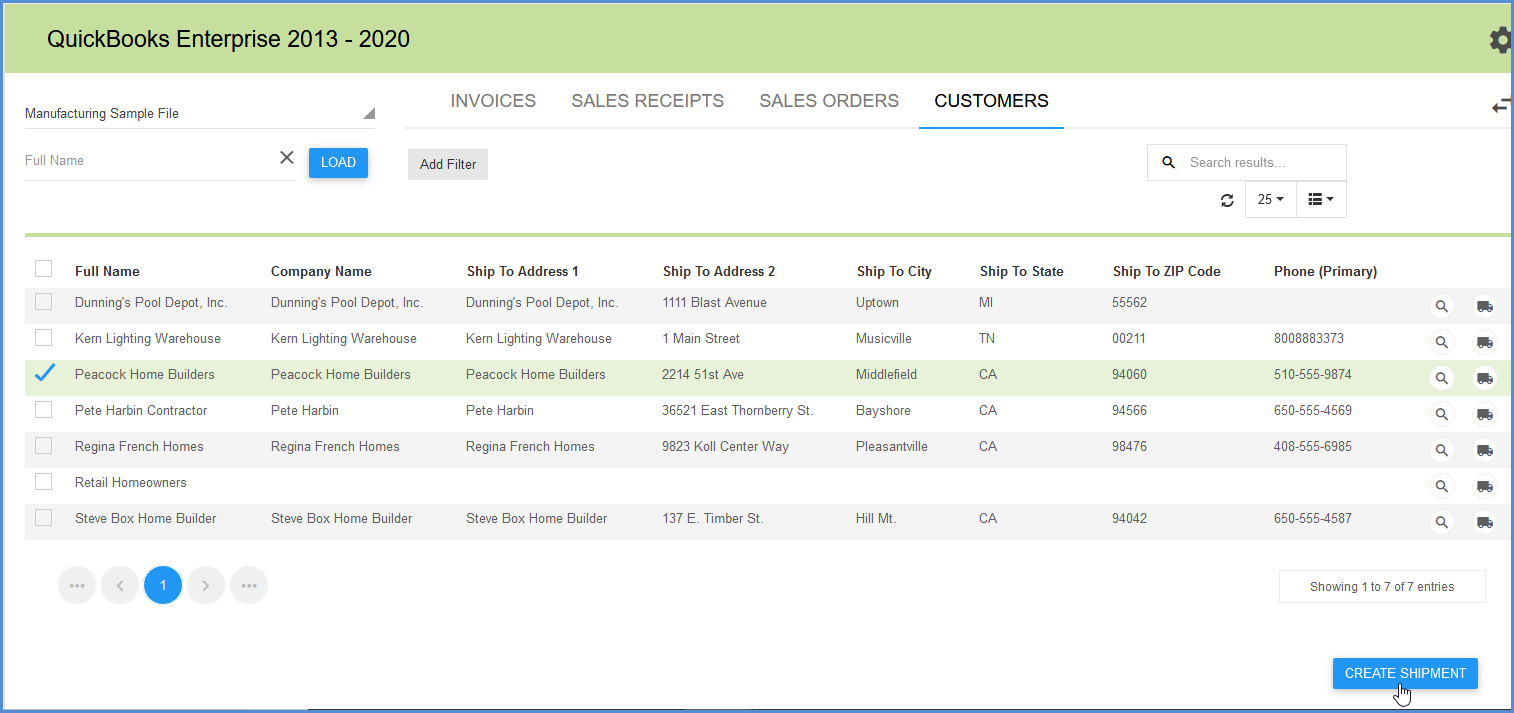 QuickBooks Enterprise 2013 - 2020
Manufacturing Sample File
INVOICES SALES RECEIPTS SALES ORDERS CUSTOMERS
Full Name LOAD Add Filter Search results...
25
Full Name Company Name Ship To Address 1 Ship To Address 2 Ship To City Ship To State Ship To ZIP Code Phone (Primary)
Dunning's Pool Depot, Inc. Dunning's Pool Depot, Inc. Dunning's Pool Depot, Inc. 1111 Blast Avenue Uptown MI 55562
Kern Lighting Warehouse Kern Lighting Warehouse Kern Lighting Warehouse 1 Main Street Musicville TN 00211 8008883373
Peacock Home Builders Peacock Home Builders Peacock Home Builders 2214 51st Ave Middlefield CA 94060 510-555-9874
Pete Harbin Contractor Pete Harbin Pete Harbin 36521 East Thornberry St. Bayshore CA 94566 650-555-4569
Regina French Homes Regina French Homes Regina French Homes 9823 Koll Center Way Pleasantville CA 98476 408-555-6985
Retail Homeowners
Steve Box Home Builder Steve Box Home Builder Steve Box Home Builder 137 E. Timber St. Hill Mt. CA 94042 650-555-4587
1
Showing 1 to 7 of 7 entries
CREATE SHIPMENT